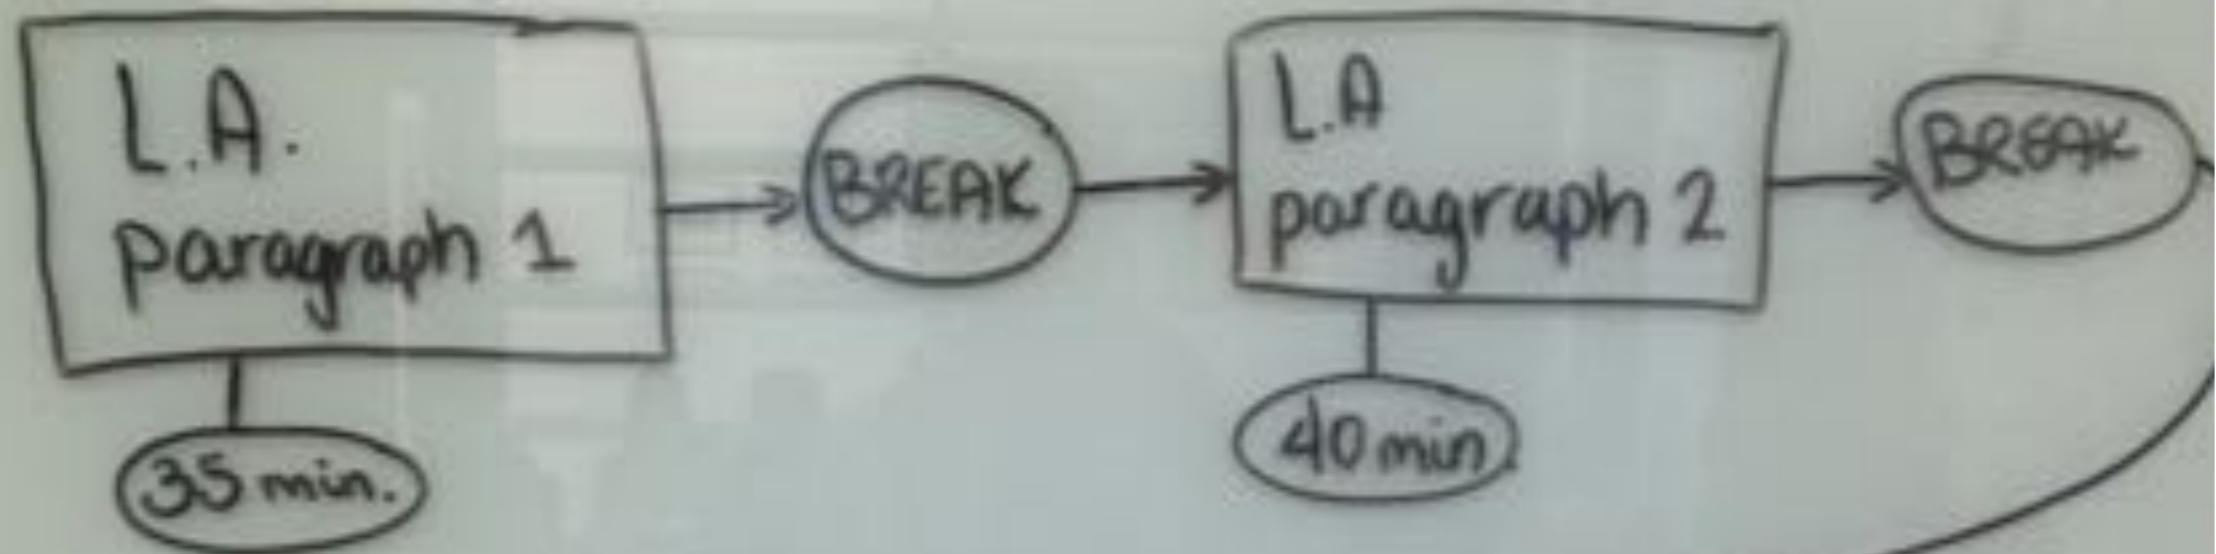 L.A.
paragraph 1
35 min.
BREAK
L.A
paragraph 2
40 min.
BREAK